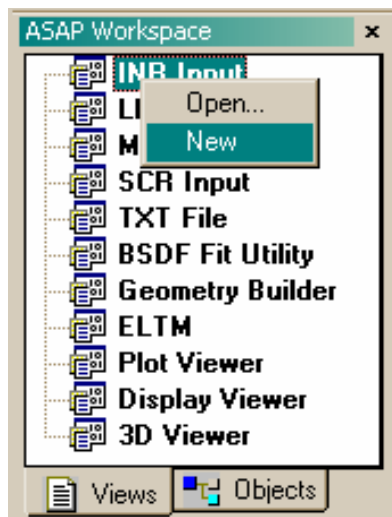 ASAP Workspace
INR Input
Open...
New
SCR Input
TXT File
BSDF Fit Utility
Geometry Builder
ELTM
Plot Viewer
Display Viewer
3D Viewer
Views Objects